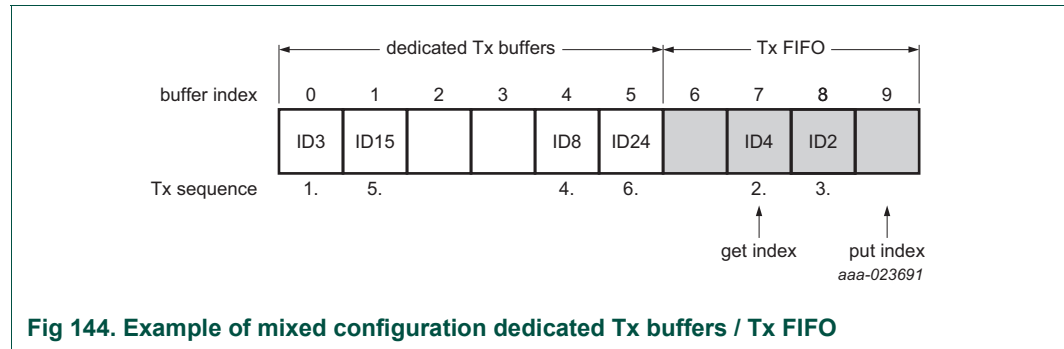 dedicated Tx buffers Tx FIFO
buffer index 0 1 2 3 4 5 6 7 8 9
ID3 ID15 ID8 ID24 ID4 ID2
Tx sequence 1. 5. 4. 6. 2. 3.
get index put index
aaa-023691
Fig 144. Example of mixed configuration dedicated Tx buffers / Tx FIFO